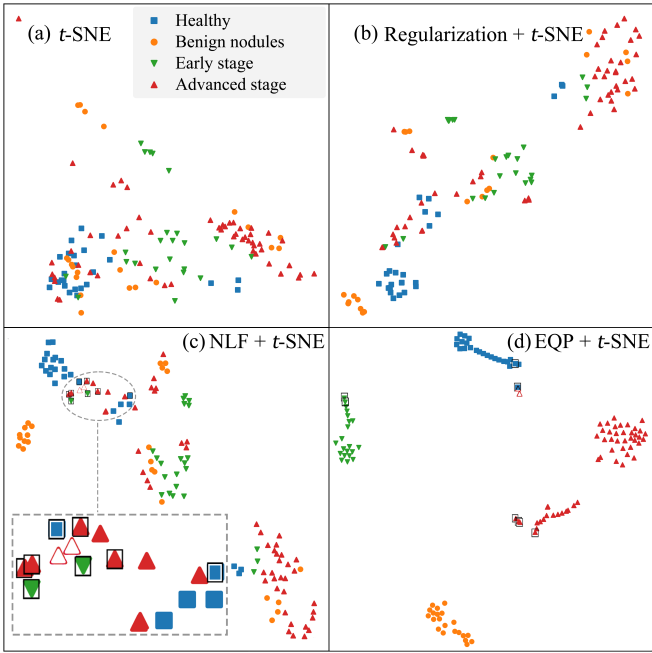 (a) t-SNE
Healthy
Benign nodules
Early stage
Advanced stage
(b) Regularization + t-SNE
(c) NLF + t-SNE
(d) EQP + t-SNE